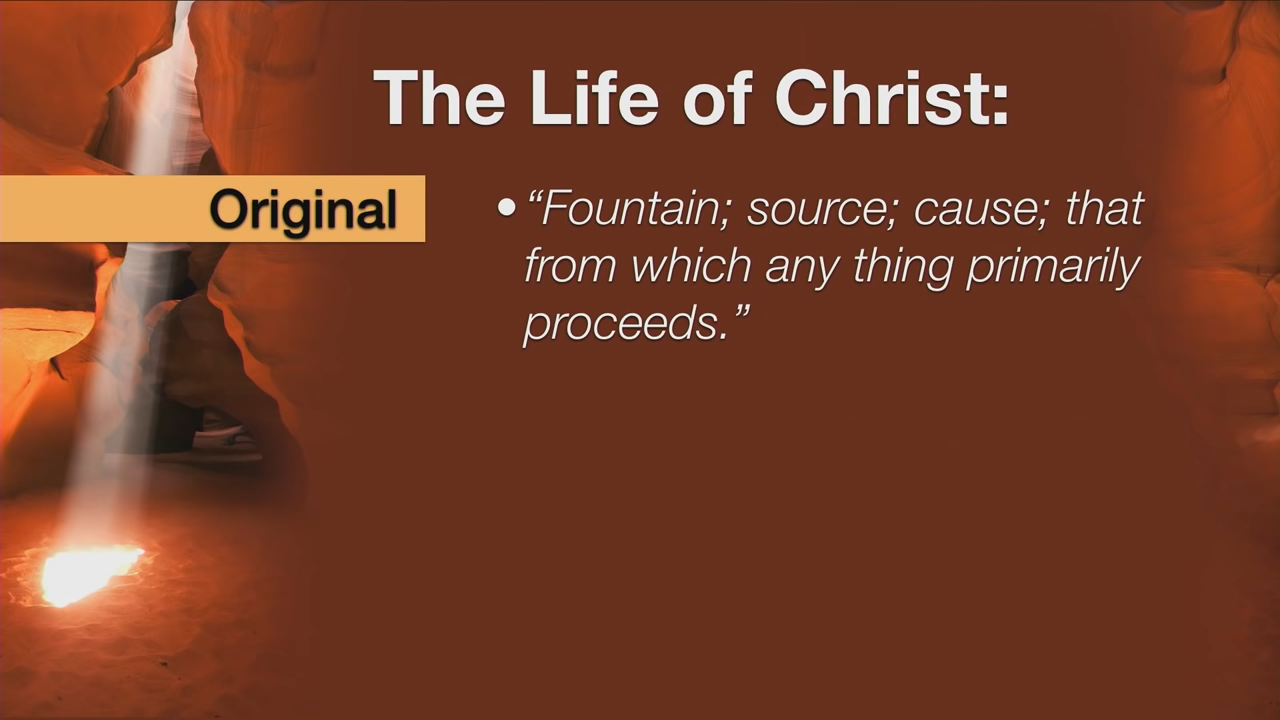 The Life of Christ:
Original
• “Fountain; source; cause; that
from which any thing primarily
proceeds.”